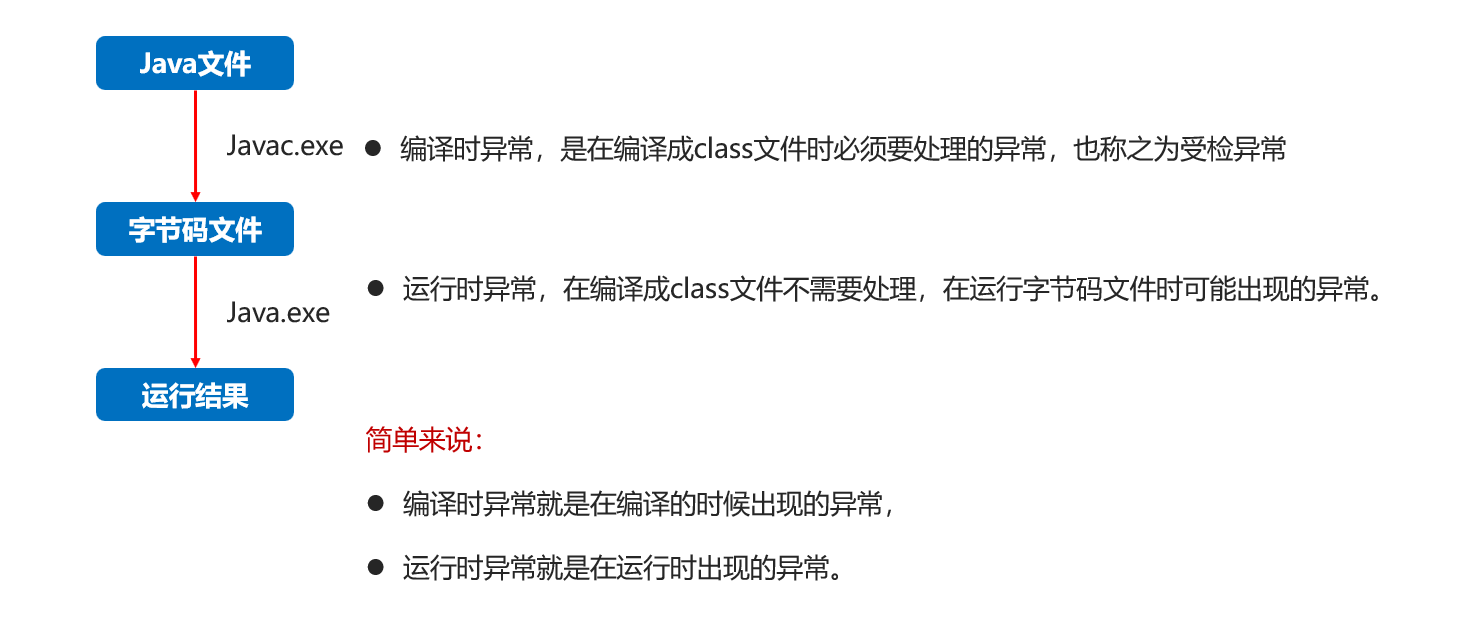 Java文件
Javac.exe
● 编译时异常，是在编译成class文件时必须要处理的异常，也称之为受检异常
字节码文件
● 运行时异常，在编译成class文件不需要处理，在运行字节码文件时可能出现的异常。
Java.exe
运行结果
简单来说：
● 编译时异常就是在编译的时候出现的异常，
● 运行时异常就是在运行时出现的异常。